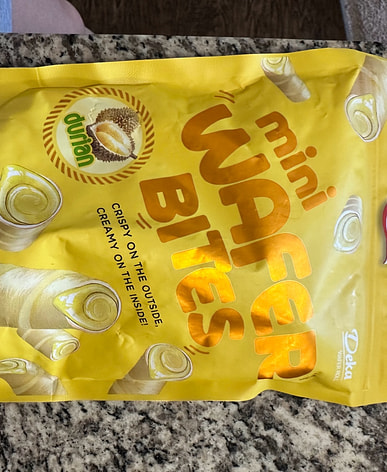 Deka
mini
WAFER
BITES
CRISPY ON THE OUTSIDE,
CREAMY ON THE INSIDE!
durian